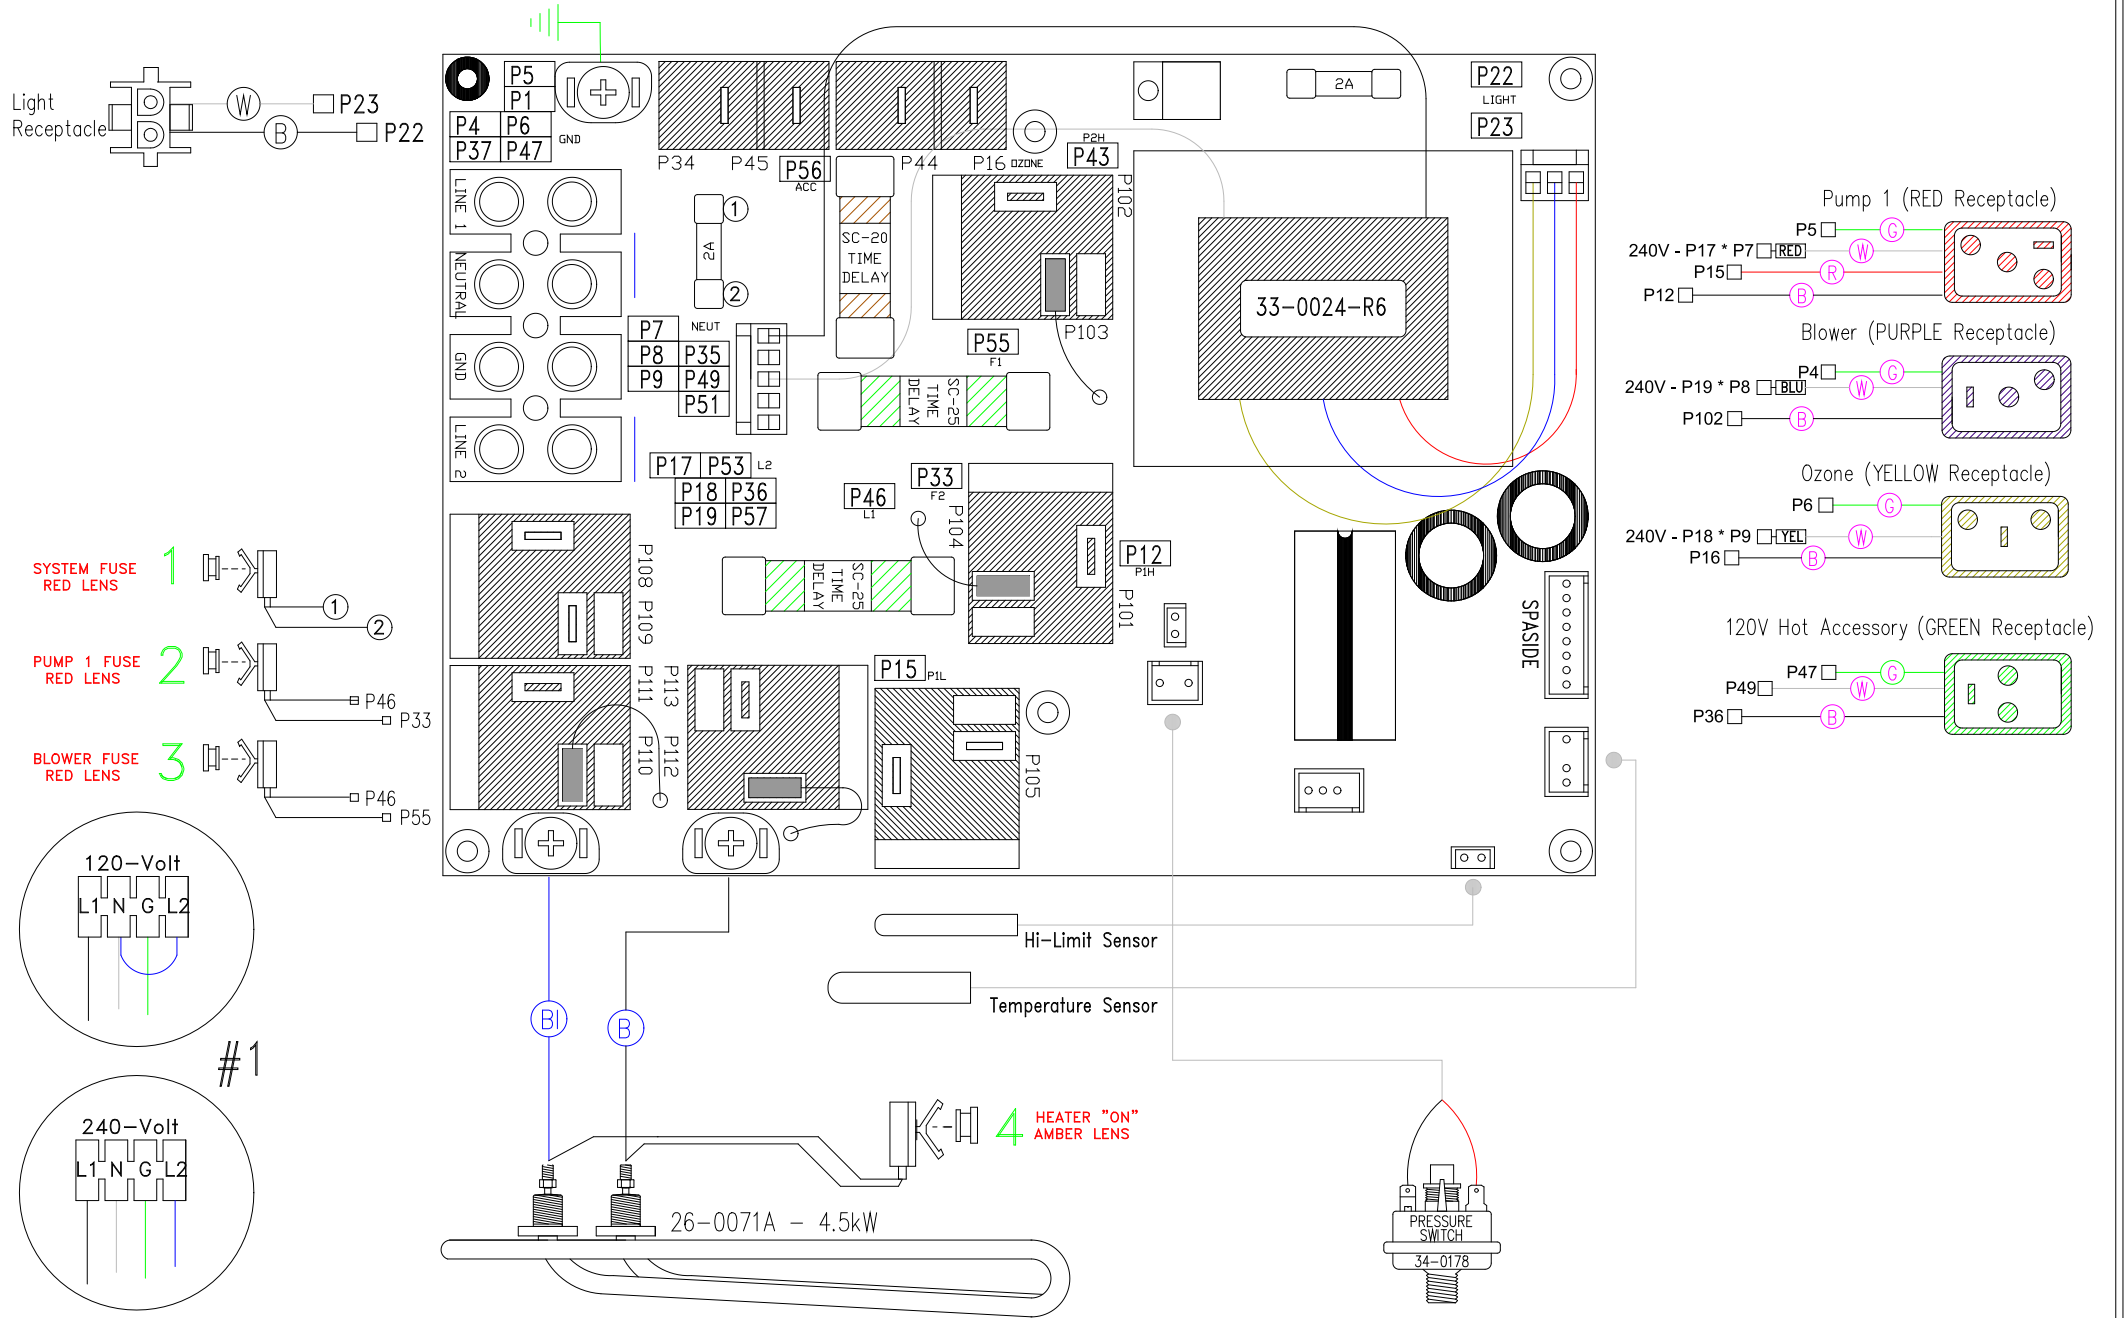 Light
Receptacle
W
P23
B
P22
P5
P1
P4 P6
P37 P47
GND
P34
P45
P44
P16
OZONE
P56
ACC
P2H
P43
2A
P22
LIGHT
P23
LINE 1
NEUTRAL
GND
LINE 2
1
2A
2
SC-20
TIME
DELAY
P102
P103
33-0024-R6
NEUT
P7
P8 P35
P9 P49
P51
P55
F1
SC-25
TIME
DELAY
P17 P53 L2
P18 P36
P19 P57
P46
L1
P33
F2
P104
P12
P1H
P101
SC-25
TIME
DELAY
P108
P109
P111
P110
P113
P112
P15
P1L
P105
SPASIDE
Pump 1 (RED Receptacle)
P5
G
240V - P17 * P7
RED
W
P15
R
P12
B
Blower (PURPLE Receptacle)
P4
G
240V - P19 * P8
BLU
W
P102
B
Ozone (YELLOW Receptacle)
P6
G
240V - P18 * P9
YEL
W
P16
B
120V Hot Accessory (GREEN Receptacle)
P47
G
P49
W
P36
B
SYSTEM FUSE
RED LENS
1
1
2
PUMP 1 FUSE
RED LENS
2
P46
P33
BLOWER FUSE
RED LENS
3
P46
P55
120-Volt
L1 N G L2
#1
240-Volt
L1 N G L2
Hi-Limit Sensor
Temperature Sensor
Bl
B
4
HEATER "ON"
AMBER LENS
26-0071A - 4.5kW
PRESSURE
SWITCH
34-0178